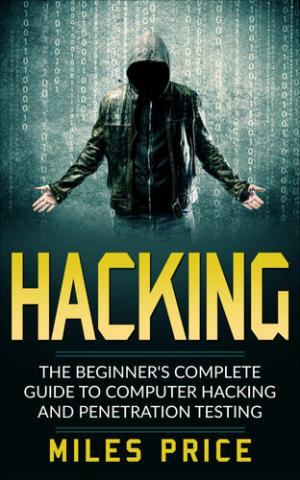 HACKING
THE BEGINNER'S COMPLETE
GUIDE TO COMPUTER HACKING
AND PENETRATION TESTING
MILES PRICE